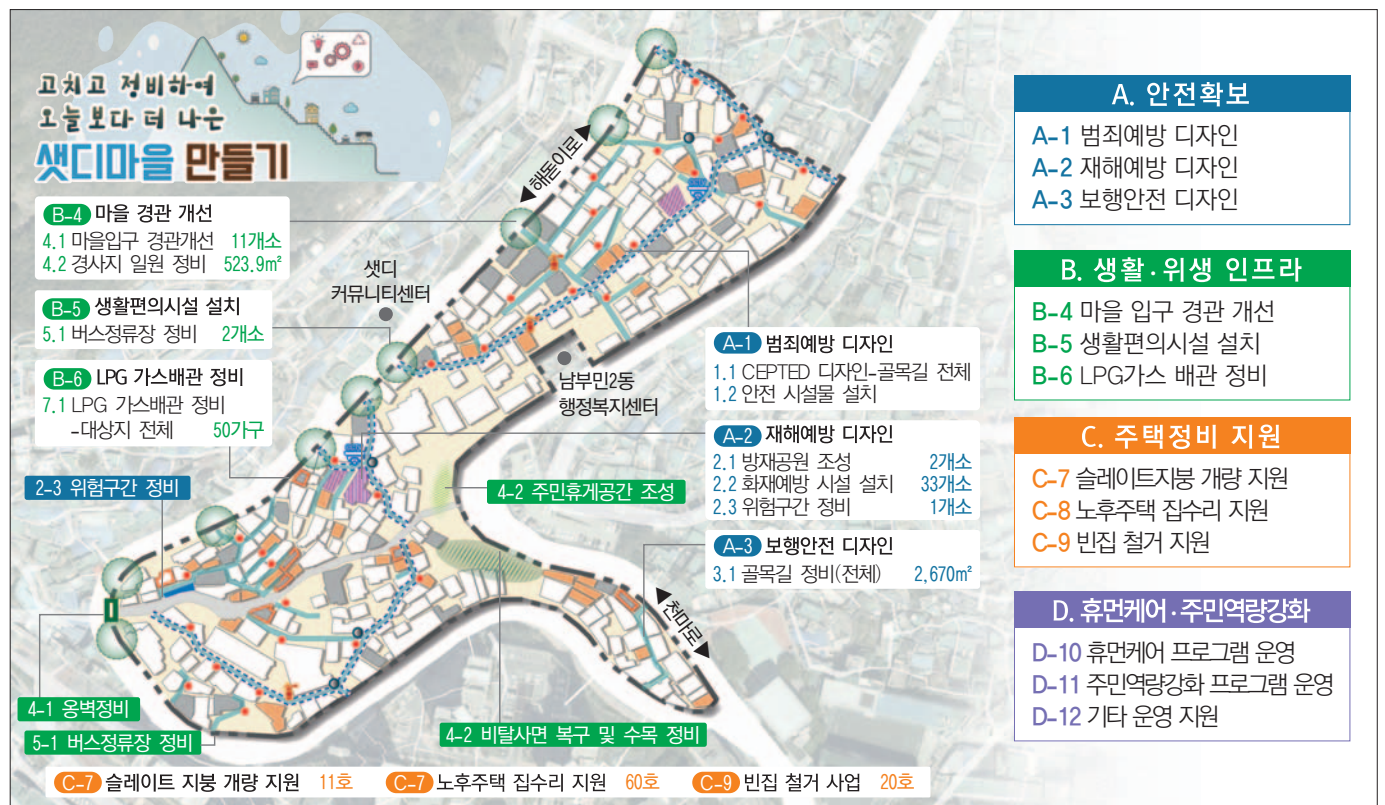 고치고 정비하여
오늘보다 더 나은
샛디마을 만들기
B-4 마을 경관 개선
4.1 마을입구 경관개선 11개소
4.2 경사지 일원 정비 523.9㎡
B-5 생활편의시설 설치
5.1 버스정류장 정비 2개소
B-6 LPG 가스배관 정비
7.1 LPG 가스배관 정비
-대상지 전체 50가구
2-3 위험구간 정비
4-1 옹벽정비
5-1 버스정류장 정비
◀해돋이로▶
샛디
커뮤니티센터
남부민2동
행정복지센터
4-2 주민휴게공간 조성
4-2 비탈사면 복구 및 수목 정비
◀천마로▶
A-1 범죄예방 디자인
1.1 CEPTED 디자인-골목길 전체
1.2 안전 시설물 설치
A-2 재해예방 디자인
2.1 방재공원 조성 2개소
2.2 화재예방 시설 설치 33개소
2.3 위험구간 정비 1개소
A-3 보행안전 디자인
3.1 골목길 정비(전체) 2,670㎡
C-7 슬레이트 지붕 개량 지원 11호
C-7 노후주택 집수리 지원 60호
C-9 빈집 철거 사업 20호
A. 안전확보
A-1 범죄예방 디자인
A-2 재해예방 디자인
A-3 보행안전 디자인
B. 생활·위생 인프라
B-4 마을 입구 경관 개선
B-5 생활편의시설 설치
B-6 LPG가스 배관 정비
C. 주택정비 지원
C-7 슬레이트지붕 개량 지원
C-8 노후주택 집수리 지원
C-9 빈집 철거 지원
D. 휴먼케어·주민역량강화
D-10 휴먼케어 프로그램 운영
D-11 주민역량강화 프로그램 운영
D-12 기타 운영 지원